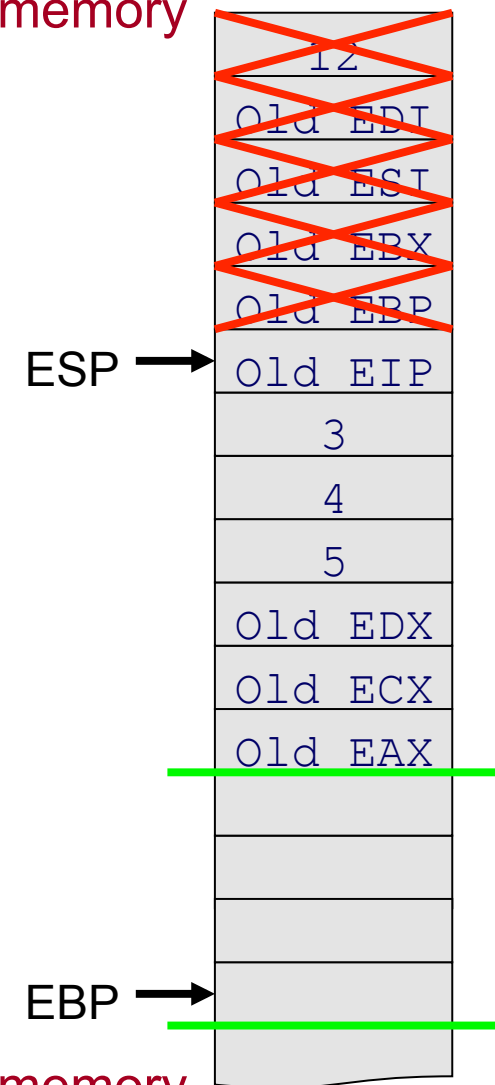 memory
12
Old EDI
Old ESI
Old EBX
Old EBP
ESP
Old EIP
3
4
5
Old EDX
Old ECX
Old EAX
EBP
memory